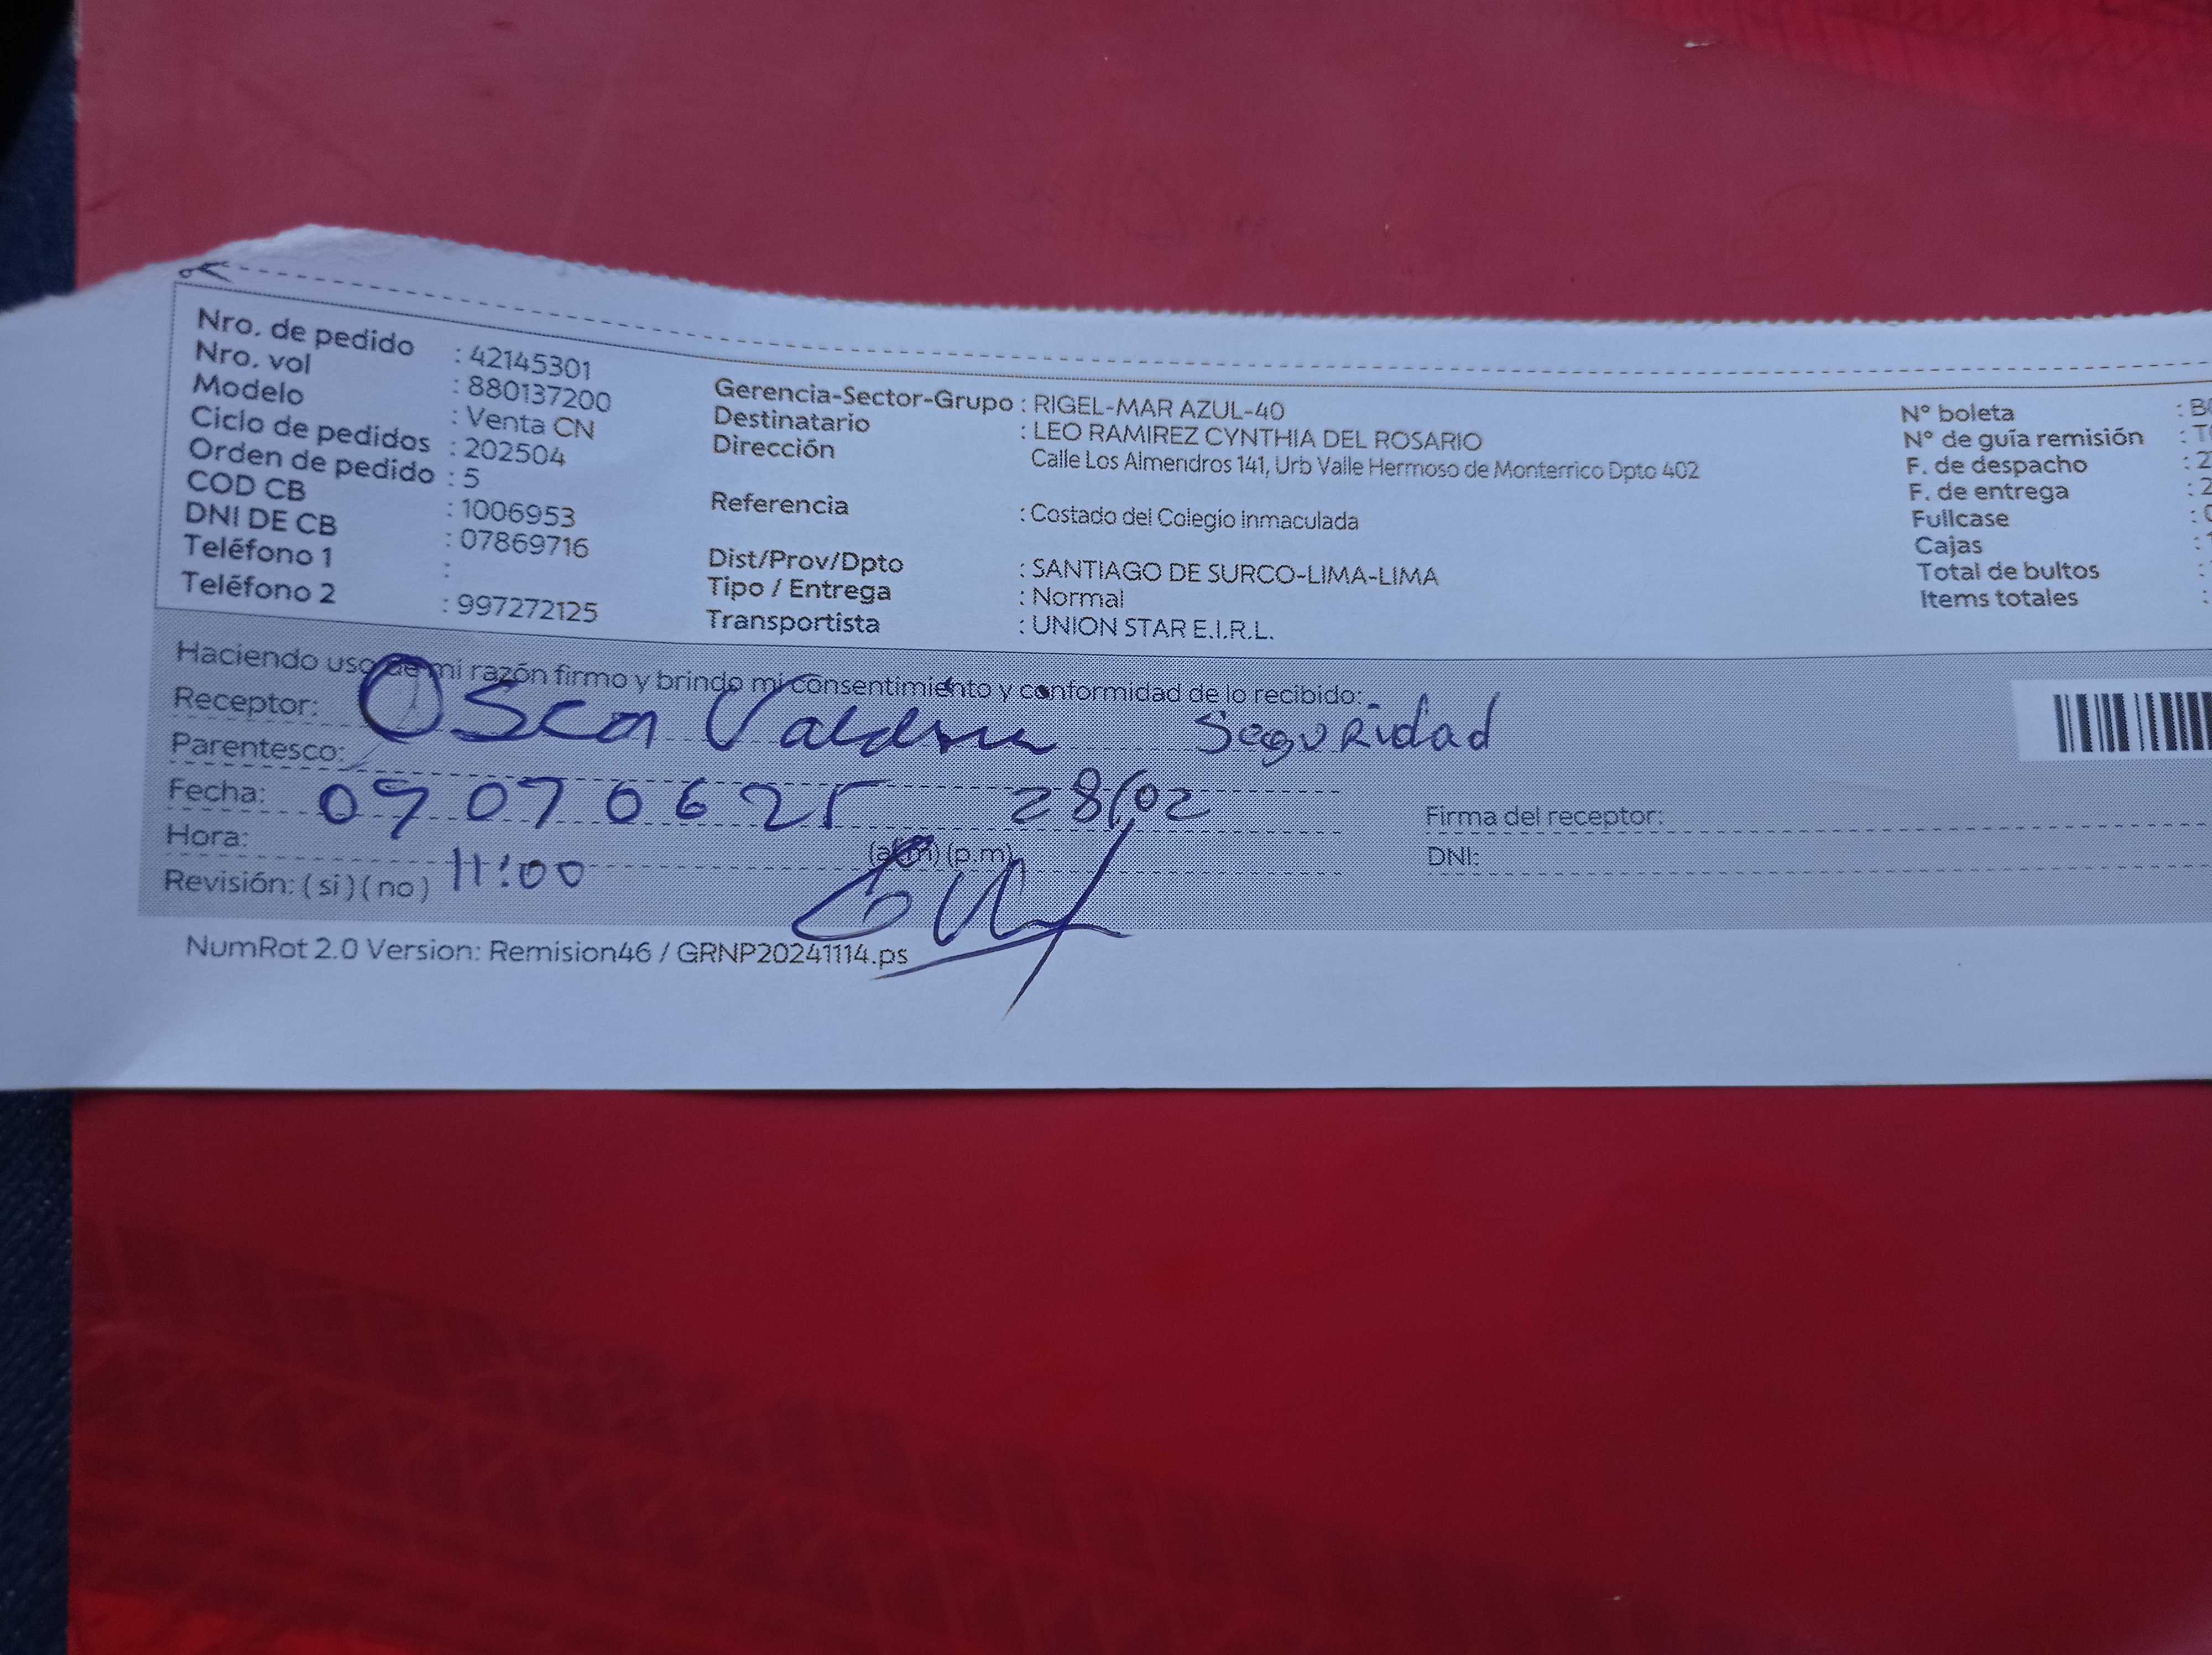 Nro. de pedido : 42145301
Nro. vol : 880137200
Modelo : Venta CN
Ciclo de pedidos : 202504
Orden de pedido : 5
COD CB : 1006953
DNI DE CB : 07869716
Teléfono 1 :
Teléfono 2 : 997272125
Gerencia-Sector-Grupo : RIGEL-MAR AZUL-40
Destinatario : LEO RAMIREZ CYNTHIA DEL ROSARIO
Dirección Calle Los Almendros 141, Urb Valle Hermoso de Monterrico Dpto 402
Referencia : Costado del Colegio Inmaculada
Dist/Prov/Dpto : SANTIAGO DE SURCO-LIMA-LIMA
Tipo / Entrega : Normal
Transportista : UNION STAR E.I.R.L.
Nº boleta :
Nº de guía remisión :
F. de despacho : 2
F. de entrega : 2
Fullcase :
Cajas :
Total de bultos :
Items totales :
Haciendo uso de mi razón firmo y brindo mi consentimiento y conformidad de lo recibido:
Receptor: Oscar Seguridad
Parentesco:
Fecha: 09070625 28/02
Hora: 11:00 (a.m) (p.m)
Revisión: (si) (no)
Firma del receptor:
DNI:
NumRot 2.0 Version: Remision46 / GRNP20241114.ps